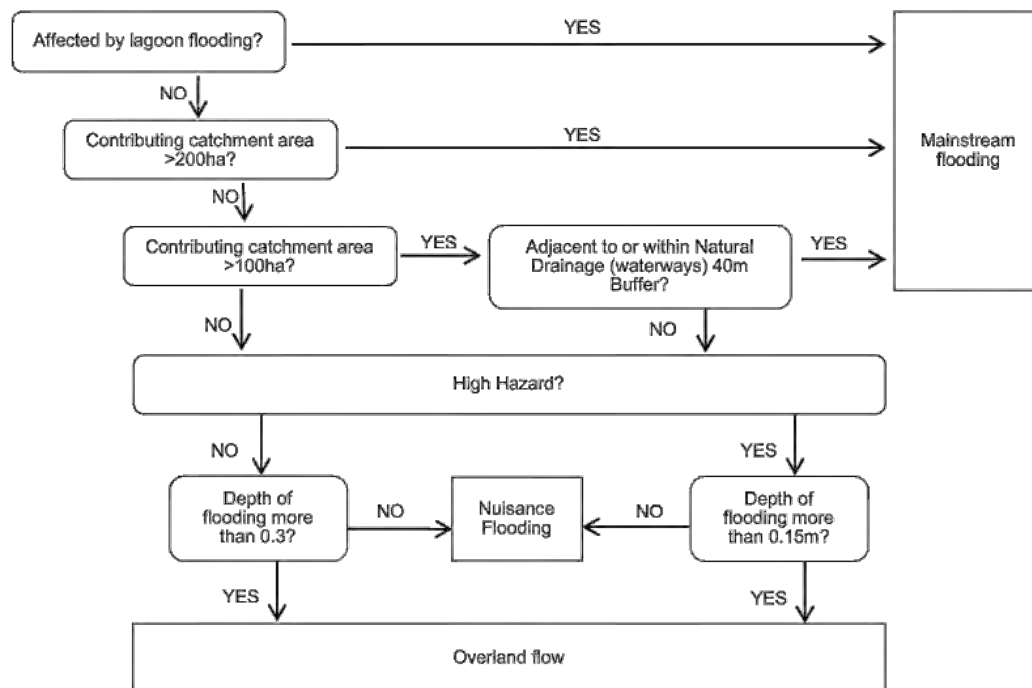 Affected by lagoon flooding?
YES
NO
Contributing catchment area
>200ha?
YES
Mainstream
flooding
NO
Contributing catchment area
>100ha?
YES
Adjacent to or within Natural
Drainage (waterways) 40m
Buffer?
YES
NO
NO
High Hazard?
NO
YES
Depth of
flooding more
than 0.3?
NO
Nuisance
Flooding
NO
Depth of
flooding more
than 0.15m?
YES
YES
Overland flow